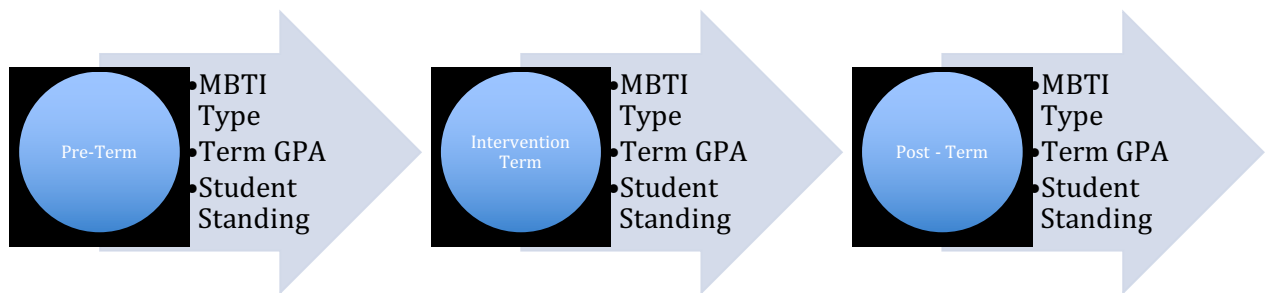 Pre-Term
•MBTI
Type
•Term GPA
•Student
Standing
Intervention
Term
•MBTI
Type
•Term GPA
•Student
Standing
Post - Term
•MBTI
Type
•Term GPA
•Student
Standing